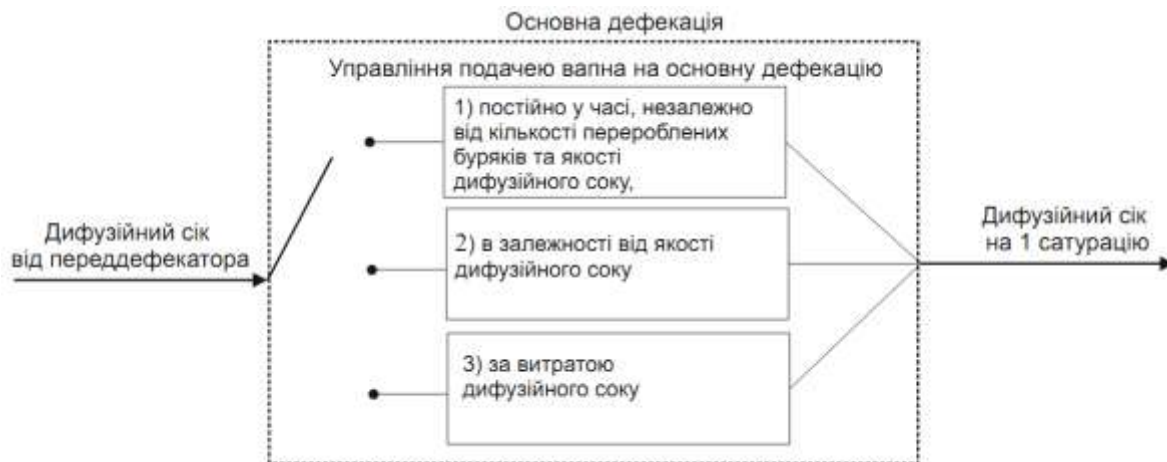 Основна дефекація
Управління подачею вапна на основну дефекацію
1) постійно у часі, незалежно
від кількості перероблених
буряків та якості
дифузійного соку,
Дифузійний сік
від переддефекатора
2) в залежності від якості
дифузійного соку
Дифузійний сік
на 1 сатурацію
3) за витратою
дифузійного соку